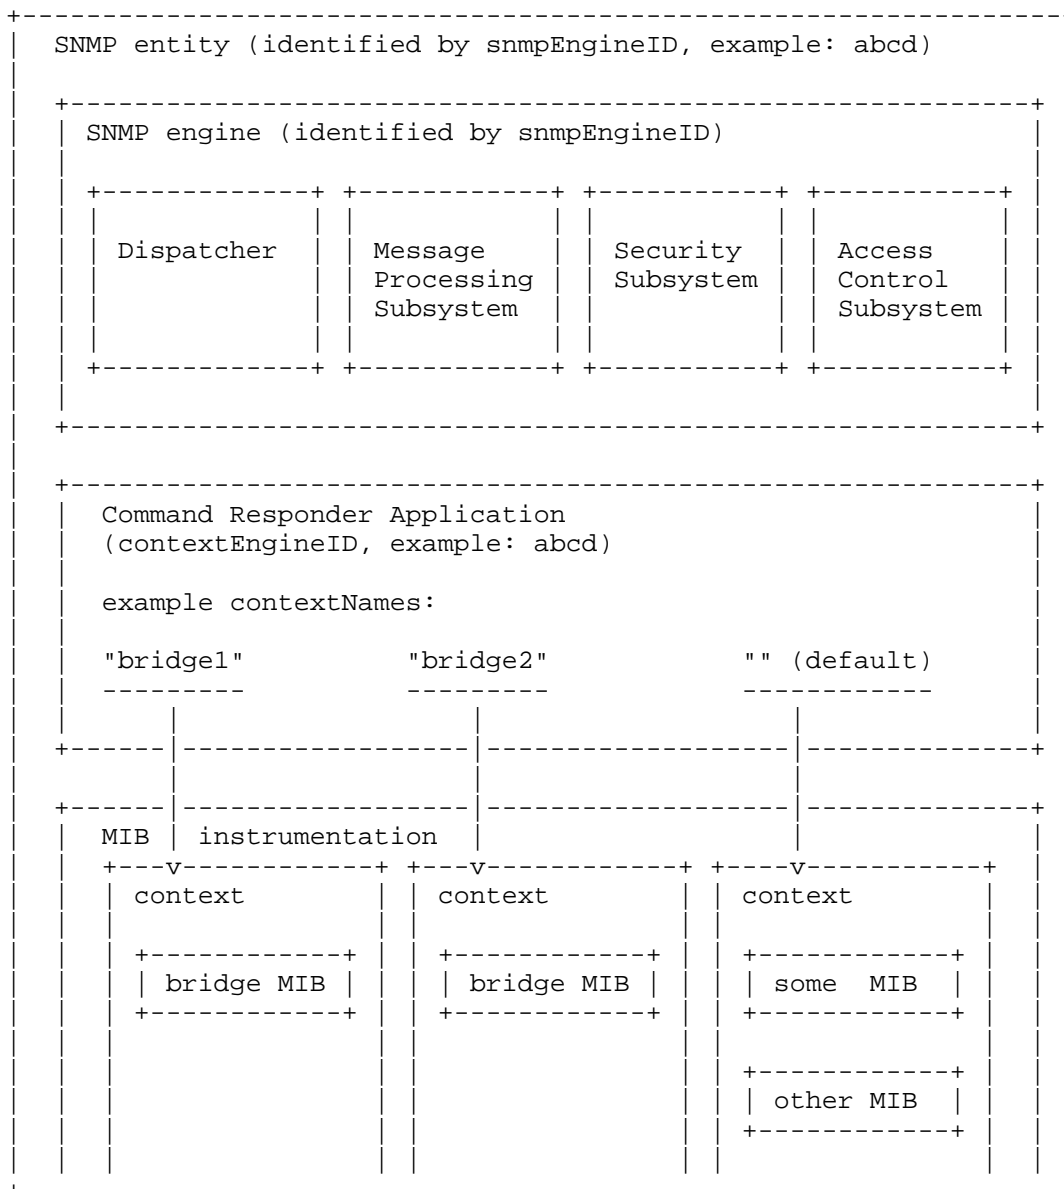 SNMP entity (identified by snmpEngineID, example: abcd)
SNMP engine (identified by snmpEngineID)
Dispatcher Message Security Access
Processing Subsystem Control
Subsystem Subsystem
Command Responder Application
(contextEngineID, example: abcd)
example contextNames:
"bridge1" "bridge2" "" (default)
MIB instrumentation
context context context
bridge MIB bridge MIB some MIB
other MIB